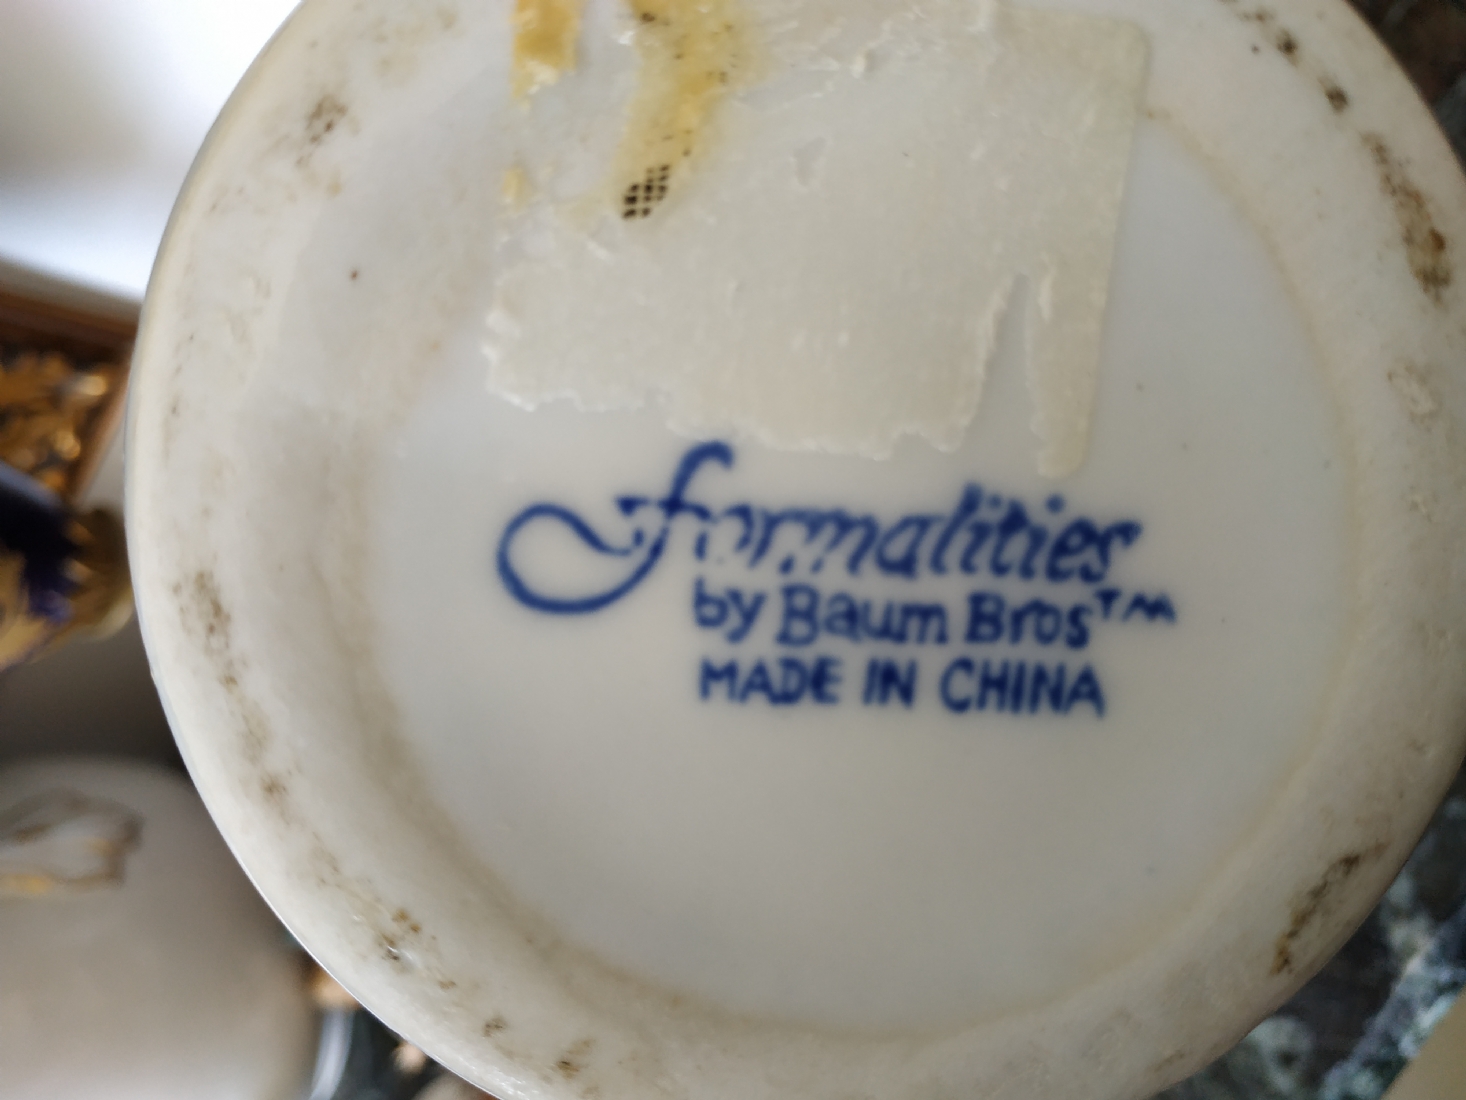 formalities
by Baum Bros™
MADE IN CHINA